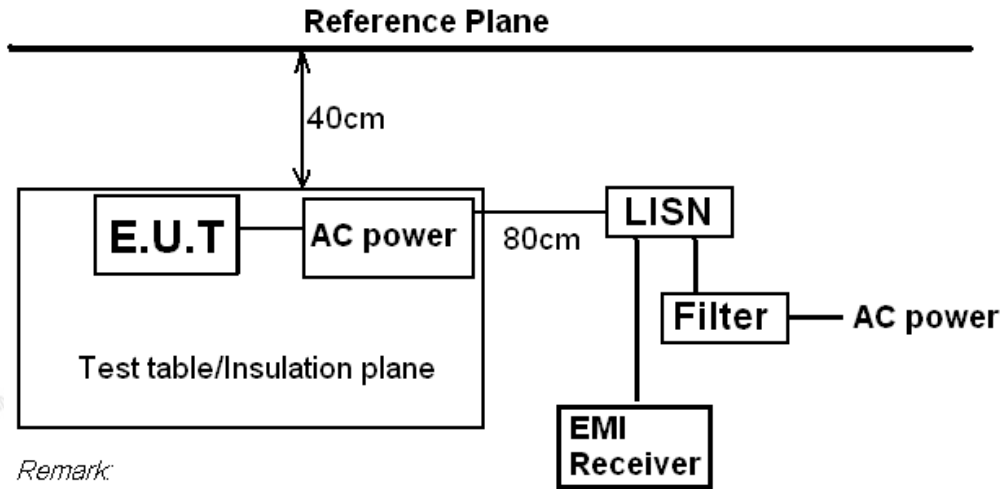 Reference Plane
40cm
E.U.T
AC power
80cm
LISN
Filter
AC power
Test table/Insulation plane
EMI
Receiver
Remark: